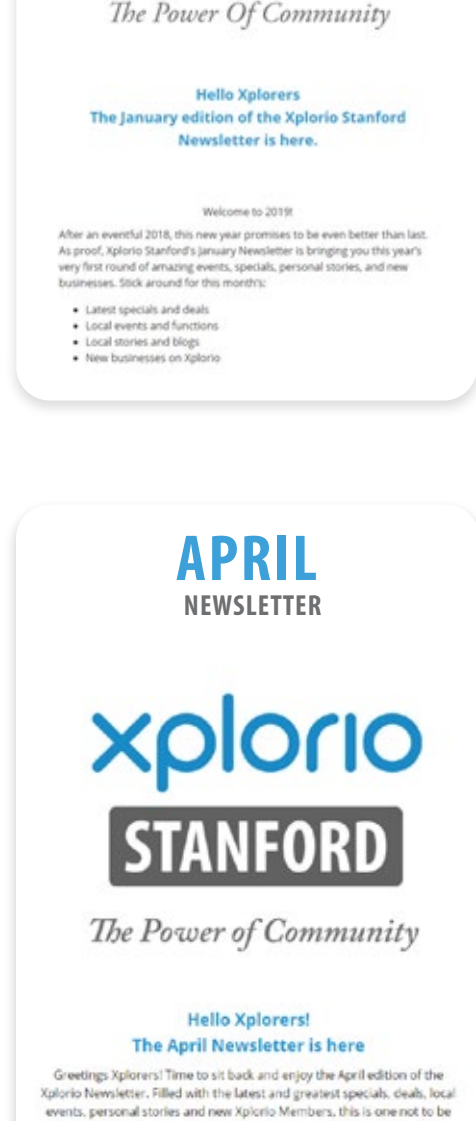 The Power Of Community
Hello Xplorers
The January edition of the Xplorio Stanford
Newsletter is here.
Welcome to 2019!
After an eventful 2018, this new year promises to be even better than last.
As proof, Xplorio Stanford's January Newsletter is bringing you this year's
very first round of amazing events, specials, personal stories, and new
businesses. Stick around for this month's:
• Latest specials and deals
• Local events and functions
• Local stories and blogs
• New businesses on Xplorio
APRIL
NEWSLETTER
xplorio
STANFORD
The Power of Community
Hello Xplorers!
The April Newsletter is here
Greetings Xplorers! Time to sit back and enjoy the April edition of the
Xplorio Newsletter. Filled with the latest and greatest specials, deals, local
events, personal stories and new Xplorio Members, this is one not to be